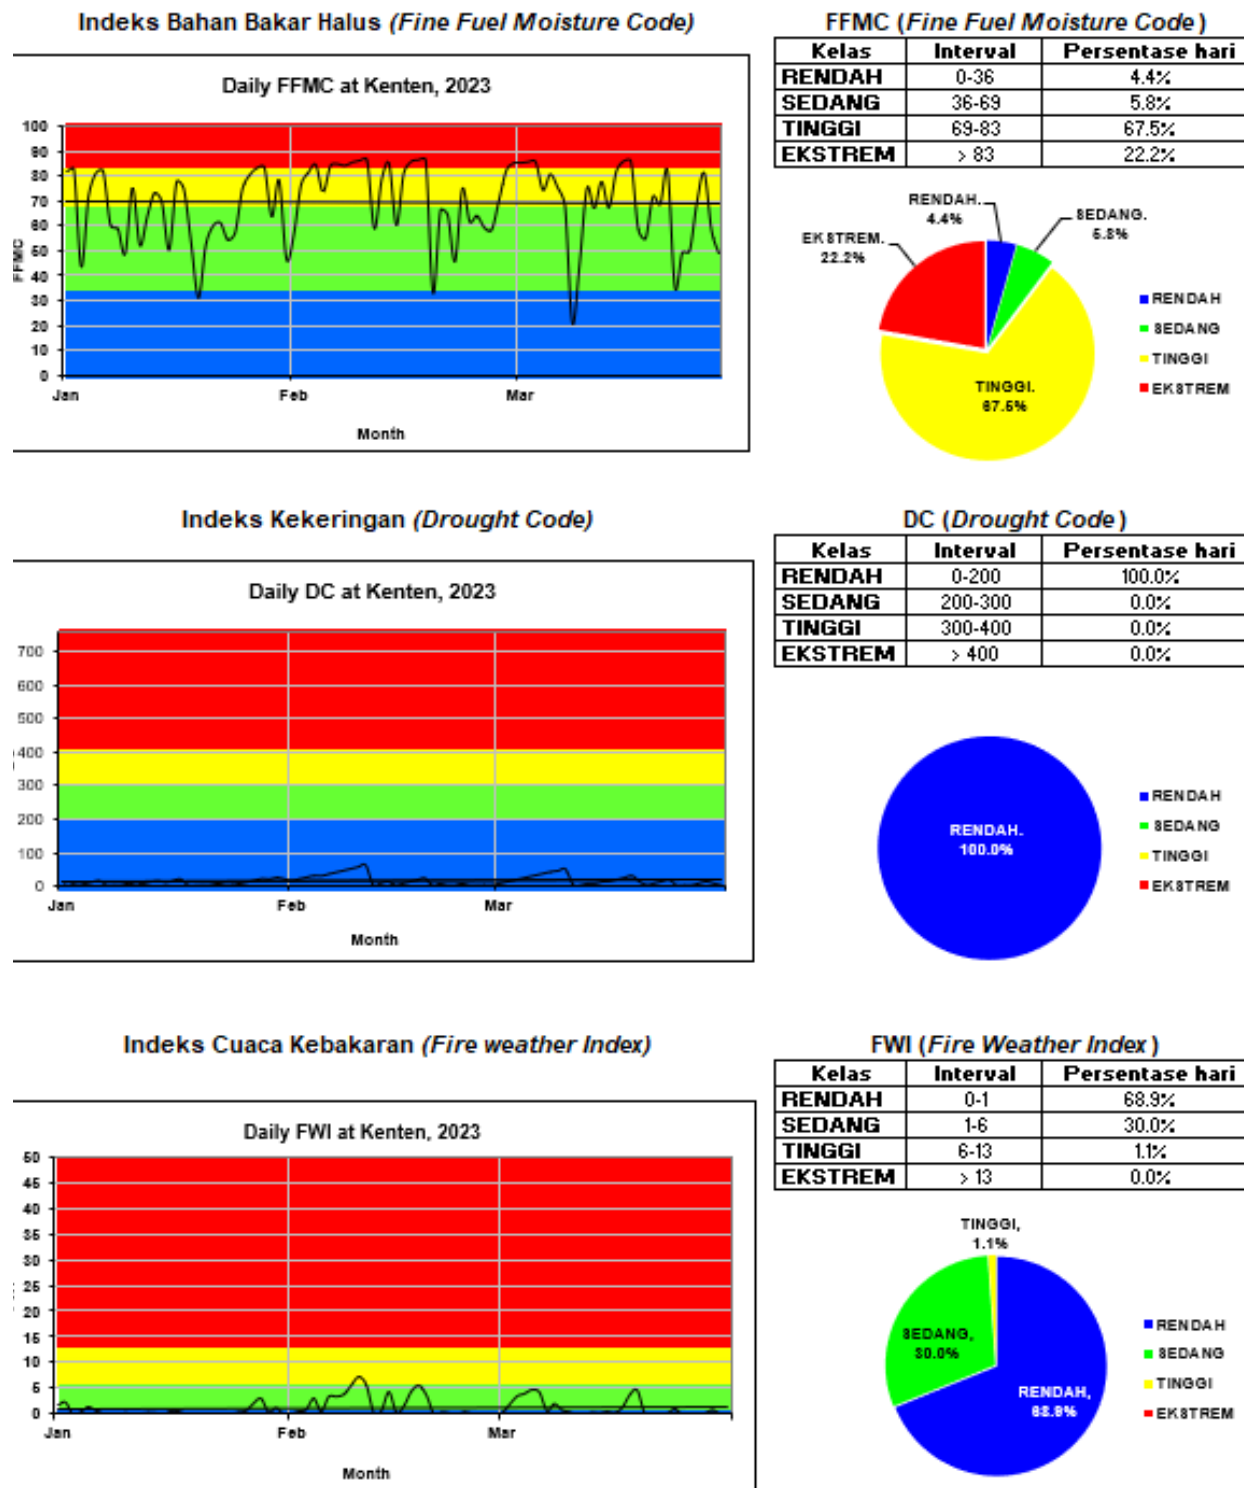 Indeks Bahan Bakar Halus (Fine Fuel Moisture Code)
Daily FFMC at Kenten, 2023
100
90
80
70
60
50
40
30
20
10
0
FFMC
Jan Feb Mar
Month
FFMC (Fine Fuel Moisture Code)
Kelas Interval Persentase hari
RENDAH 0-36 4.4%
SEDANG 36-69 5.8%
TINGGI 69-83 67.5%
EKSTREM > 83 22.2%
RENDAH.
4.4%
SEDANG.
5.8%
EKSTREM.
22.2%
TINGGI.
67.5%
RENDAH
SEDANG
TINGGI
EKSTREM
Indeks Kekeringan (Drought Code)
Daily DC at Kenten, 2023
700
600
500
400
300
200
100
0
Jan Feb Mar
Month
DC (Drought Code)
Kelas Interval Persentase hari
RENDAH 0-200 100.0%
SEDANG 200-300 0.0%
TINGGI 300-400 0.0%
EKSTREM > 400 0.0%
RENDAH.
100.0%
RENDAH
SEDANG
TINGGI
EKSTREM
Indeks Cuaca Kebakaran (Fire weather Index)
Daily FWI at Kenten, 2023
50
45
40
35
30
25
20
15
10
5
0
Jan Feb Mar
Month
FWI (Fire Weather Index)
Kelas Interval Persentase hari
RENDAH 0-1 68.9%
SEDANG 1-6 30.0%
TINGGI 6-13 1.1%
EKSTREM > 13 0.0%
TINGGI,
1.1%
SEDANG,
30.0%
RENDAH,
68.9%
RENDAH
SEDANG
TINGGI
EKSTREM